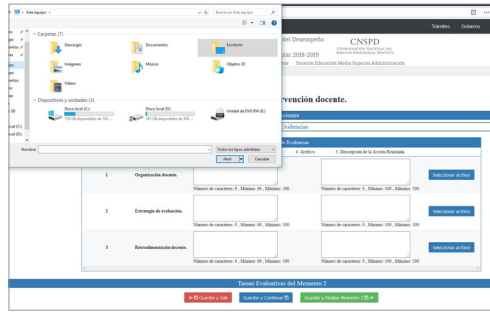 Este equipo
Buscar en Este equipo
Trámites Gobierno
Carpetas (7)
Descargas
Documentos
Escritorio
Imágenes
Música
Objetos 3D
Vídeos
Dispositivos y unidades (3)
Disco local (C:)
Disco local (D:)
Unidad de DVD RW (E:)
Nombre:
Todos los tipos admitidos
Abrir
Cancelar
del Desempeño
CNSPD
Coordinación Nacional del
Servicio Profesional Docente
olar 2018-2019
Docente Educación Media Superior Administración
rvención docente.
ciones
Evidencias
Evidencias
4. Archivo
5. Descripción de la Acción Realizada
1
Organización docente.
Seleccionar archivo
Número de caracteres: 0 , Mínimo: 60 , Máximo: 100
Número de caracteres: 0 , Mínimo: 100 , Máximo: 300
2
Estrategia de evaluación.
Seleccionar archivo
Número de caracteres: 0 , Mínimo: 60 , Máximo: 100
Número de caracteres: 0 , Mínimo: 100 , Máximo: 300
3
Retroalimentación docente.
Seleccionar archivo
Número de caracteres: 0 , Mínimo: 60 , Máximo: 100
Número de caracteres: 0 , Mínimo: 100 , Máximo: 300
Tareas Evaluativas del Momento 2
Guardar y Salir
Guardar y Continuar
Guardar y Finalizar Momento 2